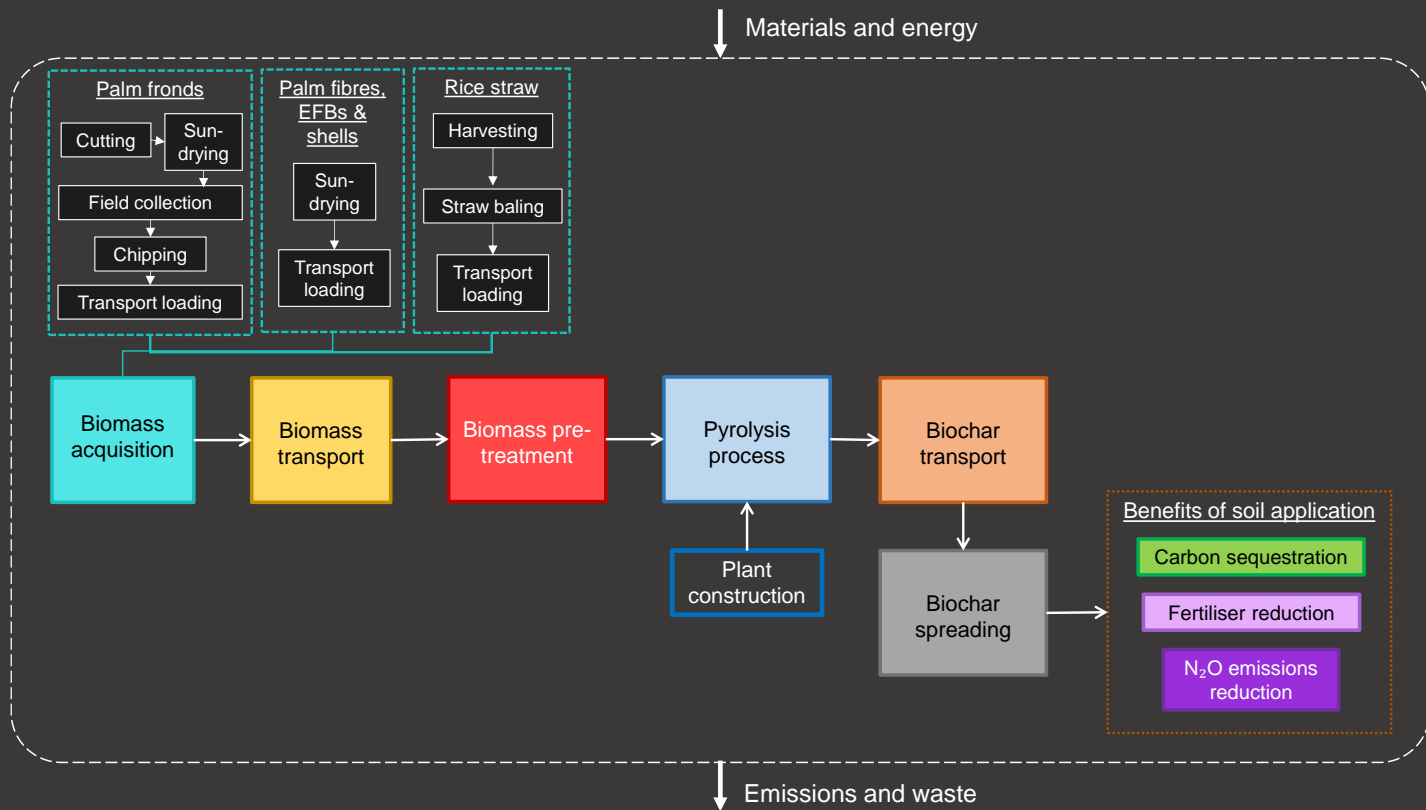 Materials and energy
Palm fronds
Cutting
Sun-
drying
Field collection
Chipping
Transport loading
Palm fibres,
EFBs &
shells
Sun-
drying
Transport
loading
Rice straw
Harvesting
Straw baling
Transport
loading
Biomass
acquisition
Biomass
transport
Biomass pre-
treatment
Pyrolysis
process
Biochar
transport
Plant
construction
Biochar
spreading
Benefits of soil application
Carbon sequestration
Fertiliser reduction
N₂O emissions
reduction
Emissions and waste